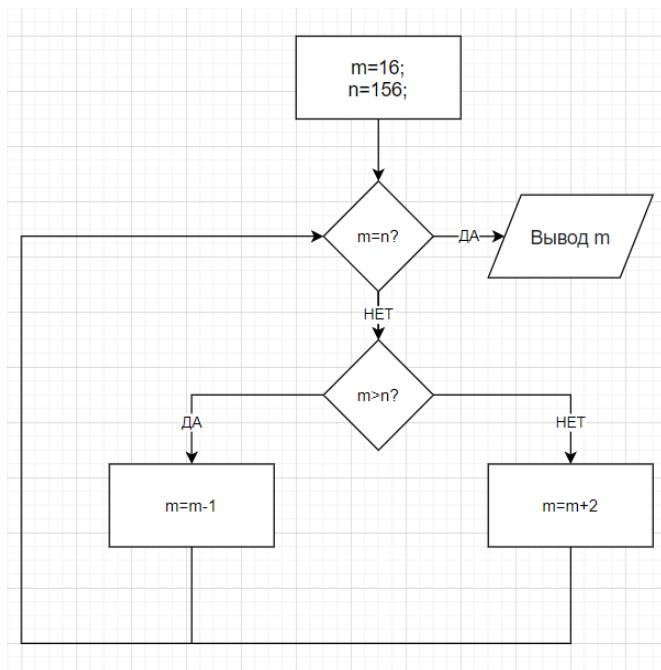 m=16;
n=156;
m=n?
ДА
Вывод m
НЕТ
m>n?
ДА
НЕТ
m=m-1
m=m+2